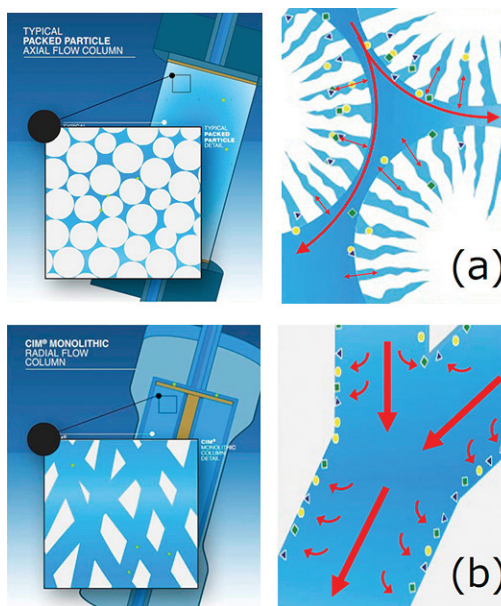 TYPICAL
PACKED PARTICLE
AXIAL FLOW COLUMN
TYPICAL
PACKED
PARTICLE
DETAIL
(a)
CIM® MONOLITHIC
RADIAL FLOW
COLUMN
CIM®
MONOLITHIC
COLUMN
DETAIL
(b)